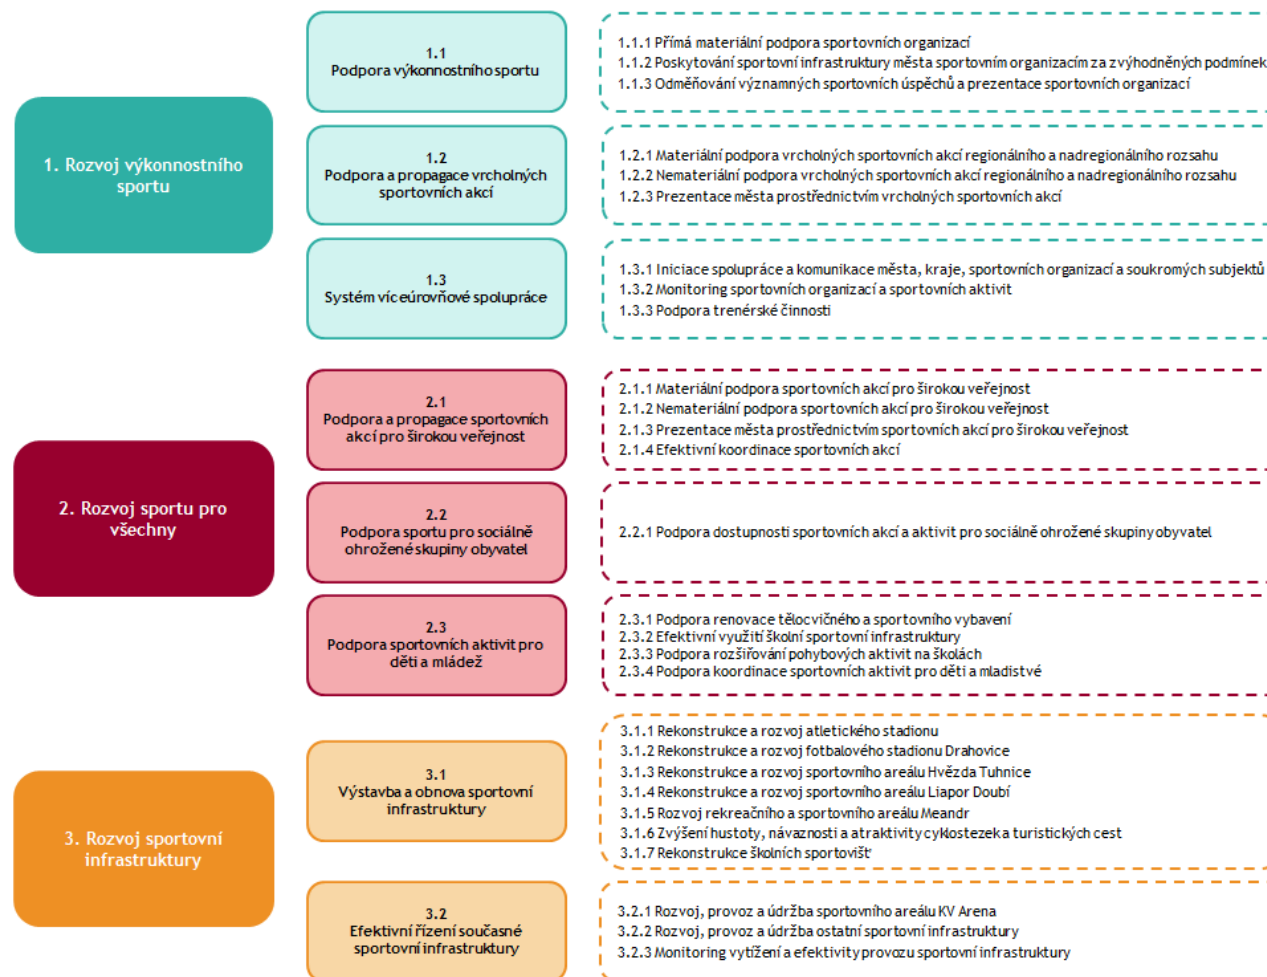 1. Rozvoj výkonnostního
sportu
1.1
Podpora výkonnostního sportu
1.1.1 Přímá materiální podpora sportovních organizací
1.1.2 Poskytování sportovní infrastruktury města sportovním organizacím za zvýhodněných podmínek
1.1.3 Odměňování významných sportovních úspěchů a prezentace sportovních organizací
1.2
Podpora a propagace vrcholných
sportovních akcí
1.2.1 Materiální podpora vrcholných sportovních akcí regionálního a nadregionálního rozsahu
1.2.2 Nemateriální podpora vrcholných sportovních akcí regionálního a nadregionálního rozsahu
1.2.3 Prezentace města prostřednictvím vrcholných sportovních akcí
1.3
Systém víceúrovňové spolupráce
1.3.1 Iniciace spolupráce a komunikace města, kraje, sportovních organizací a soukromých subjektů
1.3.2 Monitoring sportovních organizací a sportovních aktivit
1.3.3 Podpora trenérské činnosti
2. Rozvoj sportu pro
všechny
2.1
Podpora a propagace sportovních
akcí pro širokou veřejnost
2.1.1 Materiální podpora sportovních akcí pro širokou veřejnost
2.1.2 Nemateriální podpora sportovních akcí pro širokou veřejnost
2.1.3 Prezentace města prostřednictvím sportovních akcí pro širokou veřejnost
2.1.4 Efektivní koordinace sportovních akcí
2.2
Podpora sportu pro sociálně
ohrožené skupiny obyvatel
2.2.1 Podpora dostupnosti sportovních akcí a aktivit pro sociálně ohrožené skupiny obyvatel
2.3
Podpora sportovních aktivit pro
děti a mládež
2.3.1 Podpora renovace tělocvičného a sportovního vybavení
2.3.2 Efektivní využití školní sportovní infrastruktury
2.3.3 Podpora rozšiřování pohybových aktivit na školách
2.3.4 Podpora koordinace sportovních aktivit pro děti a mladistvé
3. Rozvoj sportovní
infrastruktury
3.1
Výstavba a obnova sportovní
infrastruktury
3.1.1 Rekonstrukce a rozvoj atletického stadionu
3.1.2 Rekonstrukce a rozvoj fotbalového stadionu Drahovice
3.1.3 Rekonstrukce a rozvoj sportovního areálu Hvězda Tuhnice
3.1.4 Rekonstrukce a rozvoj sportovního areálu Liapor Doubí
3.1.5 Rozvoj rekreačního a sportovního areálu Meandr
3.1.6 Zvýšení hustoty, návaznosti a atraktivity cyklostezek a turistických cest
3.1.7 Rekonstrukce školních sportovišť
3.2
Efektivní řízení současné
sportovní infrastruktury
3.2.1 Rozvoj, provoz a údržba sportovního areálu KV Arena
3.2.2 Rozvoj, provoz a údržba ostatní sportovní infrastruktury
3.2.3 Monitoring vytížení a efektivity provozu sportovní infrastruktury